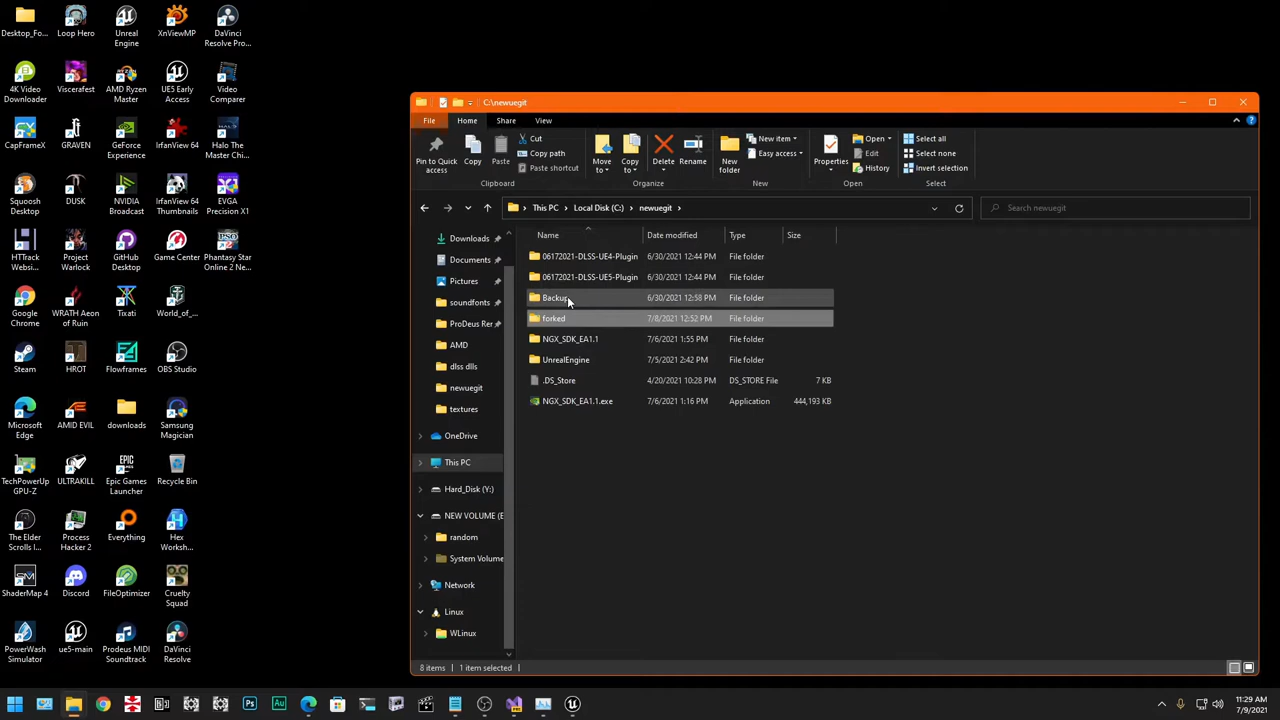 Desktop_Fo...
Loop Hero
Unreal Engine
XnViewMP
DaVinci Resolve Pro...
4K Video Downloader
Viscerafest
AMD Ryzen Master
UE5 Early Access
Video Comparer
CapFrameX
GRAVEN
GeForce Experience
IrfanView 64
Halo The Master Chi...
Squoosh Desktop
DUSK
NVIDIA Broadcast
IrfanView 64 Thumbnails
EVGA Precision X1
HTTrack Websi...
Project Warlock
GitHub Desktop
Game Center
Phantasy Star Online 2 Ne...
Google Chrome
WRATH Aeon of Ruin
Tixati
World_of_...
Steam
HROT
Flowframes
OBS Studio
Microsoft Edge
AMID EVIL
downloads
Samsung Magician
TechPowerUp GPU-Z
ULTRAKILL
Epic Games Launcher
Recycle Bin
The Elder Scrolls I...
Process Hacker 2
Everything
Hex Worksh...
ShaderMap 4
Discord
FileOptimizer
Cruelty Squad
PowerWash Simulator
ue5-main
Prodeus MIDI Soundtrack
DaVinci Resolve
C:\newuegit
File Home Share View
Pin to Quick access
Copy
Paste
Cut
Copy path
Paste shortcut
Clipboard
Move to
Copy to
Delete
Rename
Organize
New folder
New item
Easy access
New
Properties
Open
Edit
History
Open
Select all
Select none
Invert selection
Select
This PC > Local Disk (C:) > newuegit >
Search newuegit
Name Date modified Type Size
Downloads
Documents
Pictures
soundfonts
ProDeus Rer
AMD
dlss dlls
newuegit
textures
OneDrive
This PC
Hard_Disk (Y:)
NEW VOLUME (E
random
System Volume
Network
Linux
WLinux
06172021-DLSS-UE4-Plugin 6/30/2021 12:44 PM File folder
06172021-DLSS-UE5-Plugin 6/30/2021 12:44 PM File folder
Backup 6/30/2021 12:58 PM File folder
forked 7/8/2021 12:52 PM File folder
NGX_SDK_EA1.1 7/6/2021 1:55 PM File folder
UnrealEngine 7/5/2021 2:42 PM File folder
.DS_Store 4/20/2021 10:28 PM DS_STORE File 7 KB
NGX_SDK_EA1.1.exe 7/6/2021 1:16 PM Application 444,193 KB
8 items 1 item selected
Ps
Au
11:29 AM
7/9/2021